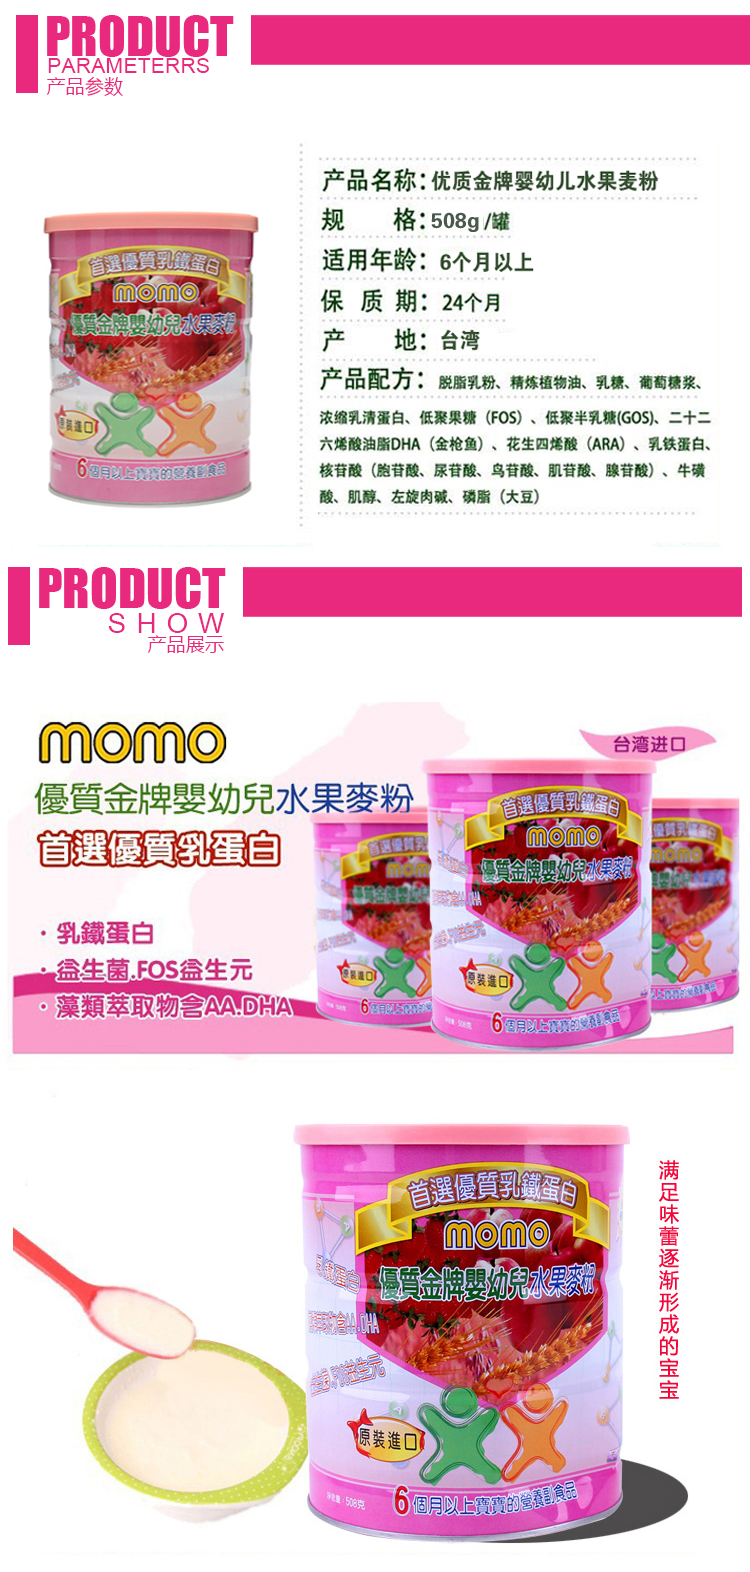 PRODUCT
PARAMETERRS
产品参数
产品名称：优质金牌婴幼儿水果麦粉
规 格：508g/罐
适用年龄：6个月以上
保 质 期：24个月
产 地：台湾
产品配方：脱脂乳粉、精炼植物油、乳糖、葡萄糖浆、
浓缩乳清蛋白、低聚果糖（FOS）、低聚半乳糖(GOS)、二十二
六烯酸油脂DHA（金枪鱼）、花生四烯酸（ARA）、乳铁蛋白、
核苷酸（胞苷酸、尿苷酸、鸟苷酸、肌苷酸、腺苷酸）、牛磺
酸、肌醇、左旋肉碱、磷脂（大豆）
首選優質乳鐵蛋白
momo
優質金牌嬰幼兒水果麥粉
原裝進口
6個月以上寶寶的營養副食品
PRODUCT
SHOW
产品展示
momo
優質金牌嬰幼兒水果麥粉
首選優質乳蛋白
·乳鐵蛋白
·益生菌.FOS益生元
·藻類萃取物含AA.DHA
台湾进口
首選優質乳鐵蛋白
momo
優質金牌嬰幼兒水果麥粉
原裝進口
6個月以上寶寶的營養副食品
首選優質乳鐵蛋白
momo
優質金牌嬰幼兒水果麥粉
原裝進口
淨重量：508克
6個月以上寶寶的營養副食品
满足味蕾逐渐形成的宝宝